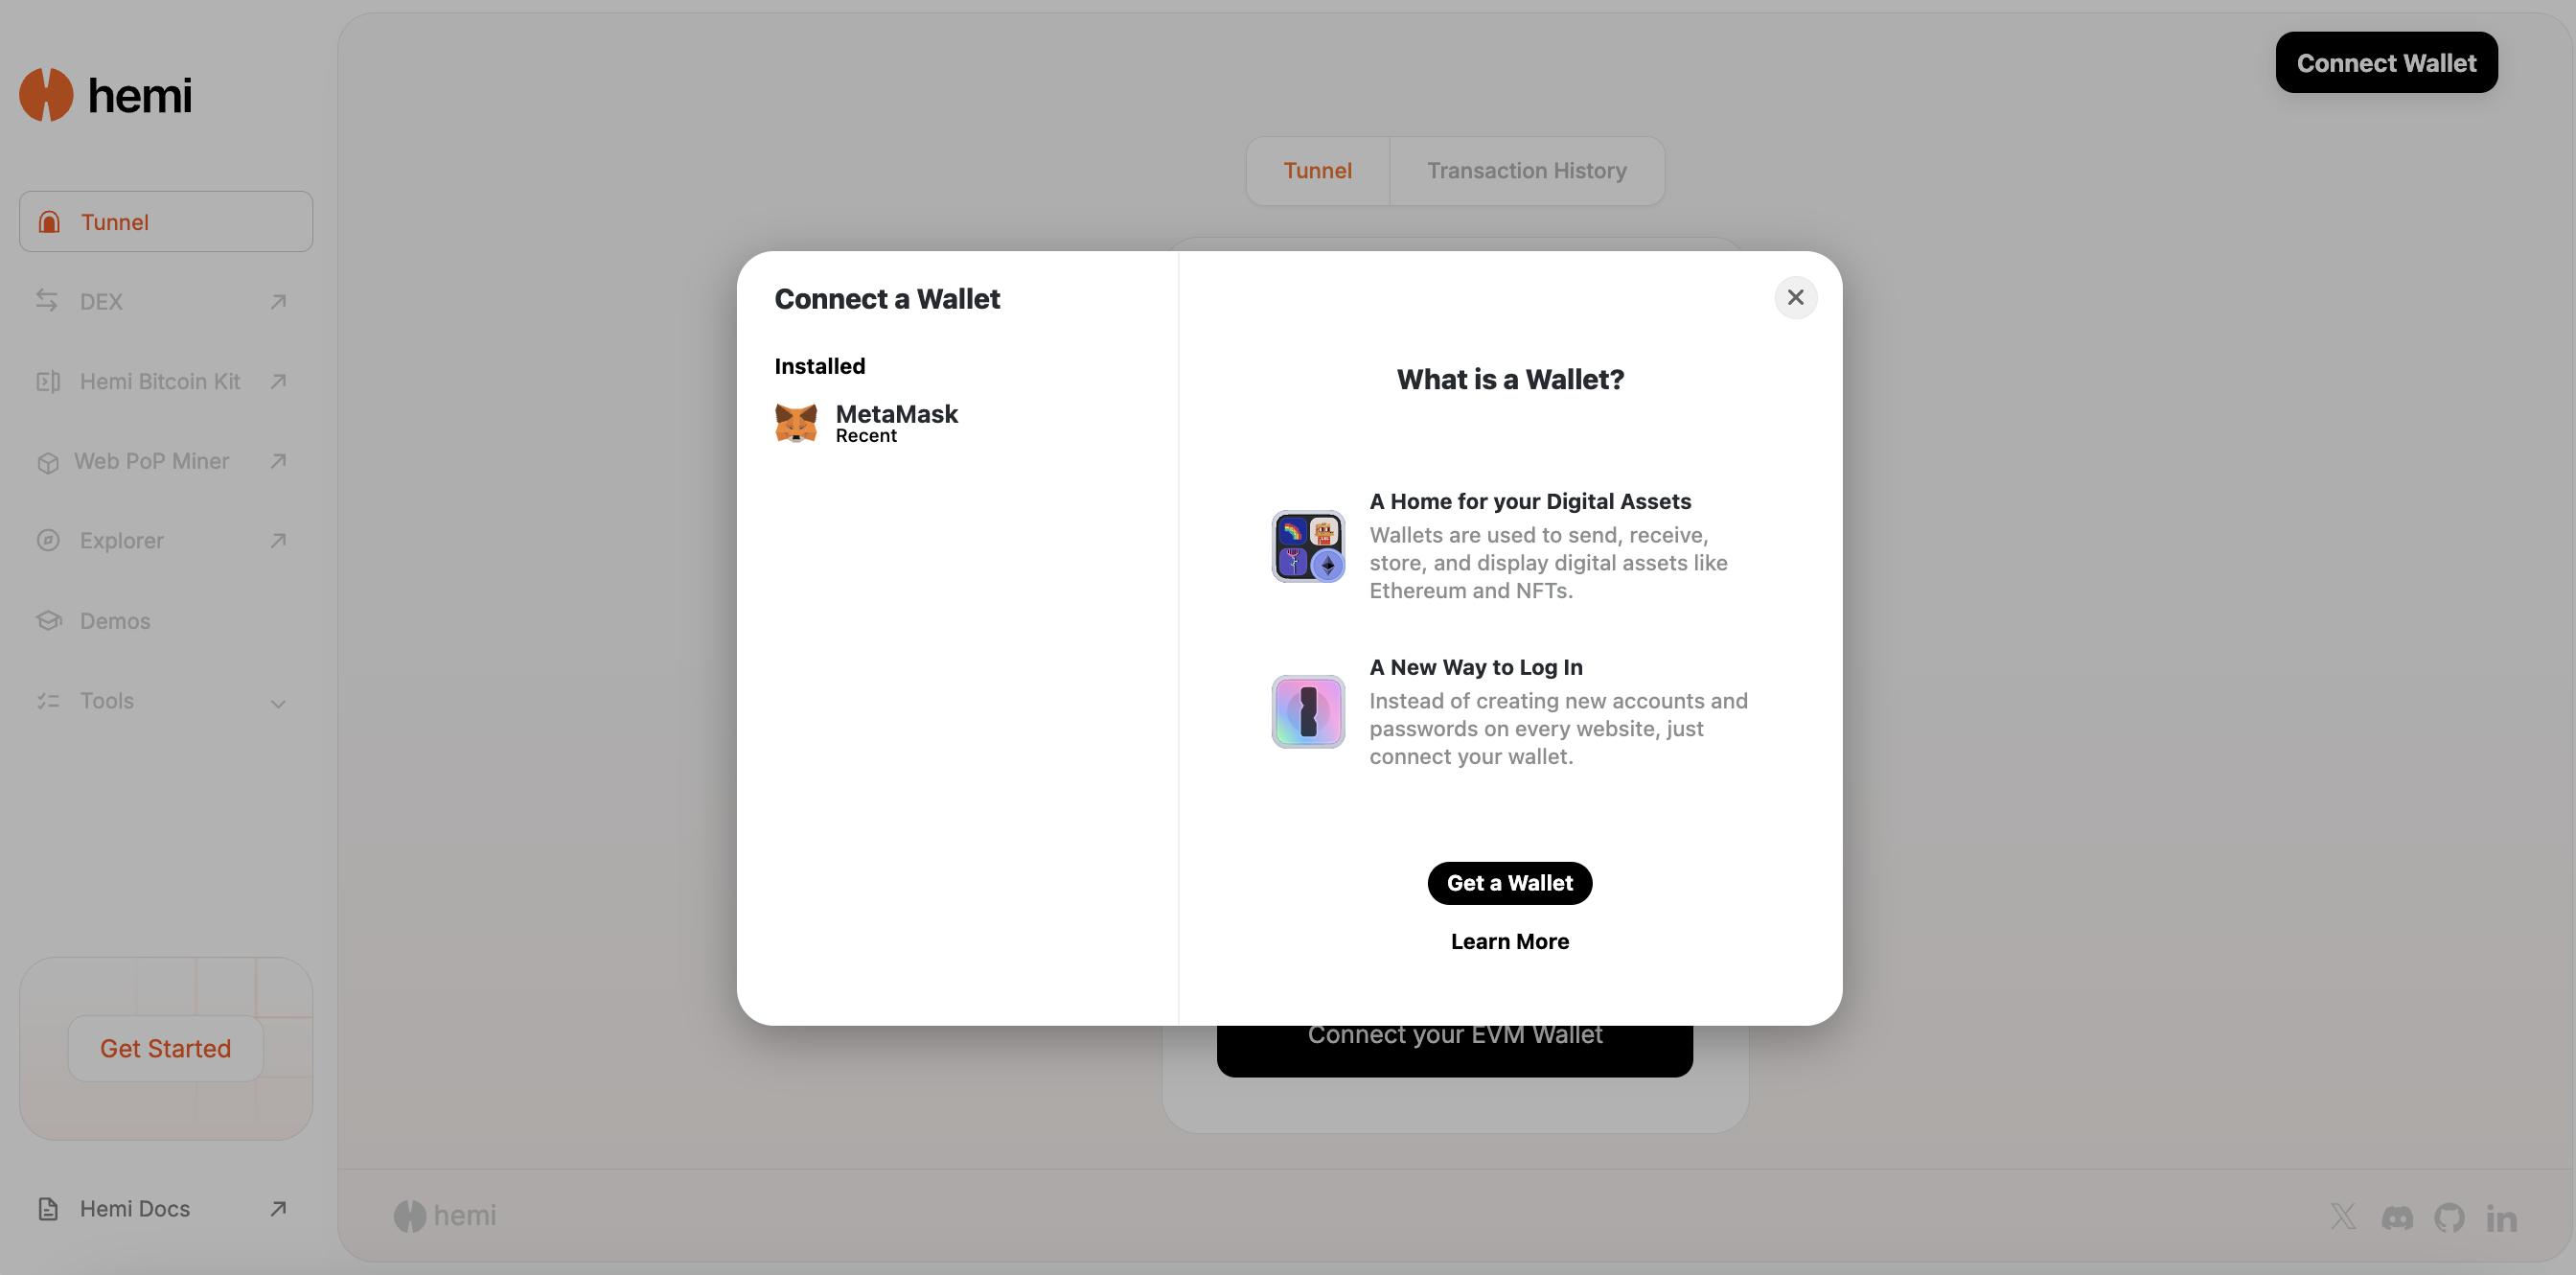 hemi
Tunnel
DEX
Hemi Bitcoin Kit
Web PoP Miner
Explorer
Demos
Tools
Get Started
Hemi Docs
Connect Wallet
Tunnel
Transaction History
Connect a Wallet
Installed
MetaMask
Recent
What is a Wallet?
A Home for your Digital Assets
Wallets are used to send, receive,
store, and display digital assets like
Ethereum and NFTs.
A New Way to Log In
Instead of creating new accounts and
passwords on every website, just
connect your wallet.
Get a Wallet
Learn More
Connect your EVM Wallet
hemi